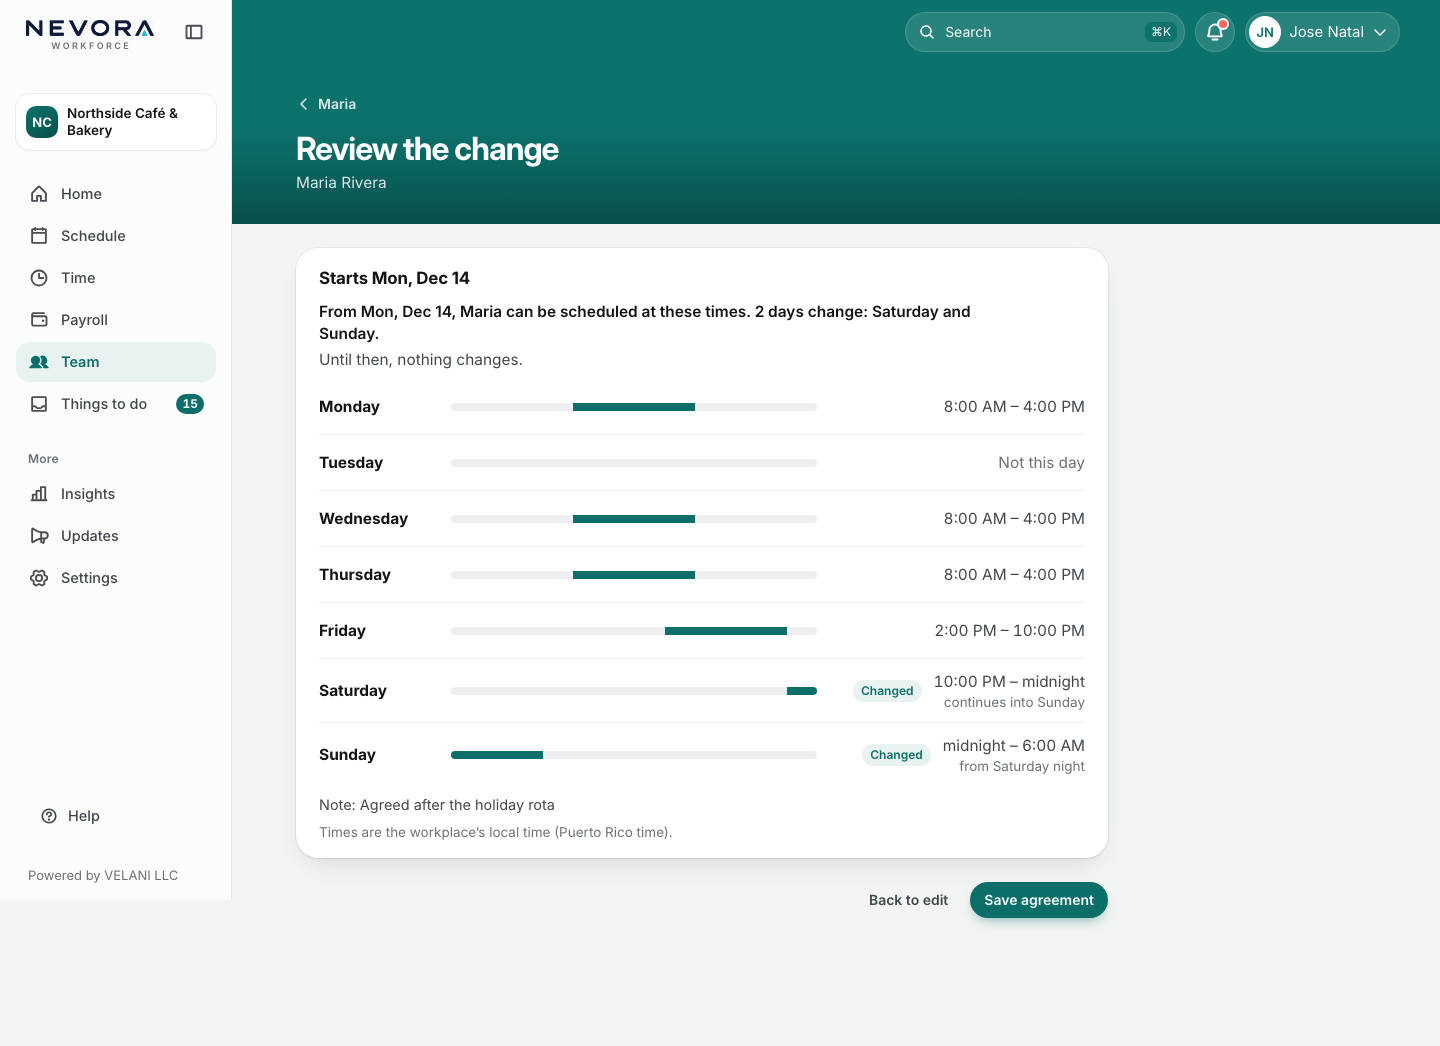 NEVORA
WORKFORCE
Search
⌘K
JN
Jose Natal
NC
Northside Café &
Bakery
Home
Schedule
Time
Payroll
Team
Things to do
15
More
Insights
Updates
Settings
Help
Powered by VELANI LLC
Maria
Review the change
Maria Rivera
Starts Mon, Dec 14
From Mon, Dec 14, Maria can be scheduled at these times. 2 days change: Saturday and
Sunday.
Until then, nothing changes.
Monday
8:00 AM – 4:00 PM
Tuesday
Not this day
Wednesday
8:00 AM – 4:00 PM
Thursday
8:00 AM – 4:00 PM
Friday
2:00 PM – 10:00 PM
Saturday
Changed
10:00 PM – midnight
continues into Sunday
Sunday
Changed
midnight – 6:00 AM
from Saturday night
Note: Agreed after the holiday rota
Times are the workplace’s local time (Puerto Rico time).
Back to edit
Save agreement